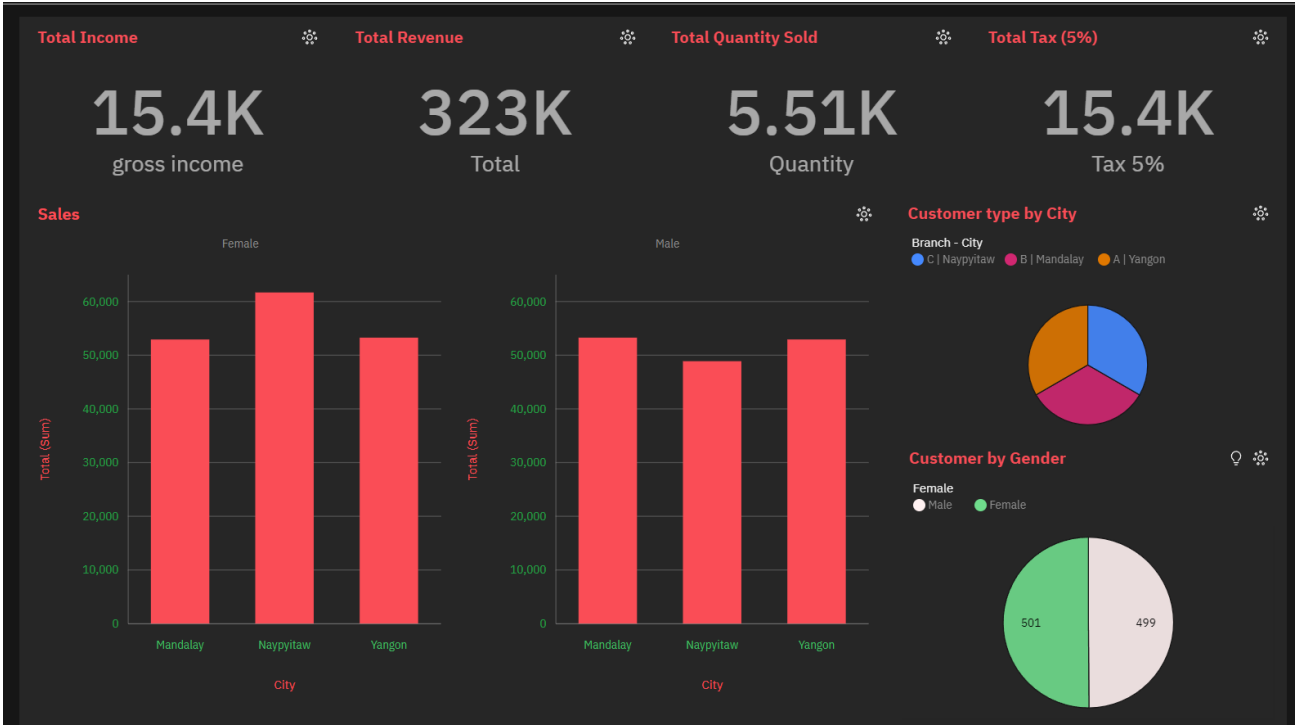 Total Income
Total Revenue
Total Quantity Sold
Total Tax (5%)
15.4K
323K
5.51K
15.4K
gross income
Total
Quantity
Tax 5%
Sales
Female
Male
60,000
50,000
40,000
30,000
20,000
10,000
0
Total (Sum)
Mandalay
Naypyitaw
Yangon
City
60,000
50,000
40,000
30,000
20,000
10,000
0
Total (Sum)
Mandalay
Naypyitaw
Yangon
City
Customer type by City
Branch - City
C | Naypyitaw B | Mandalay A | Yangon
Customer by Gender
Female
Male Female
501
499